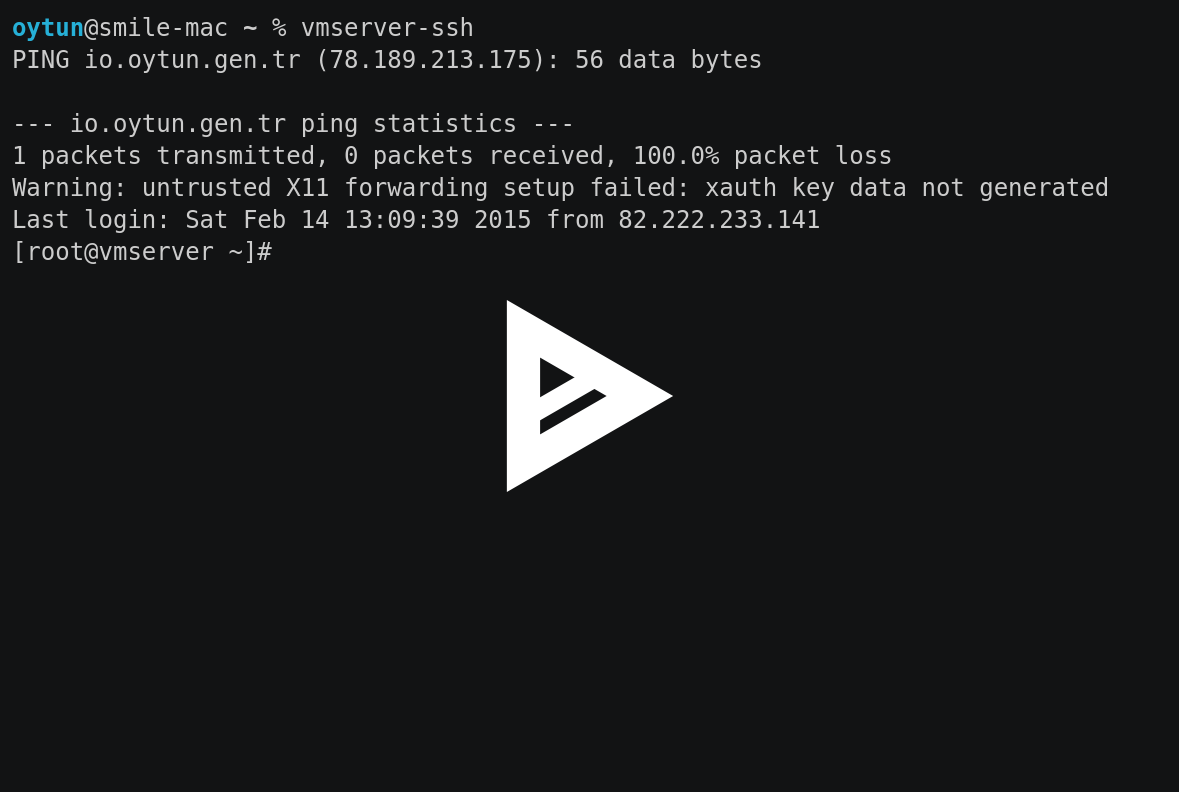 oytun@smile-mac ~ % vmserver-ssh
PING io.oytun.gen.tr (78.189.213.175): 56 data bytes
--- io.oytun.gen.tr ping statistics ---
1 packets transmitted, 0 packets received, 100.0% packet loss
Warning: untrusted X11 forwarding setup failed: xauth key data not generated
Last login: Sat Feb 14 13:09:39 2015 from 82.222.233.141
[root@vmserver ~]#